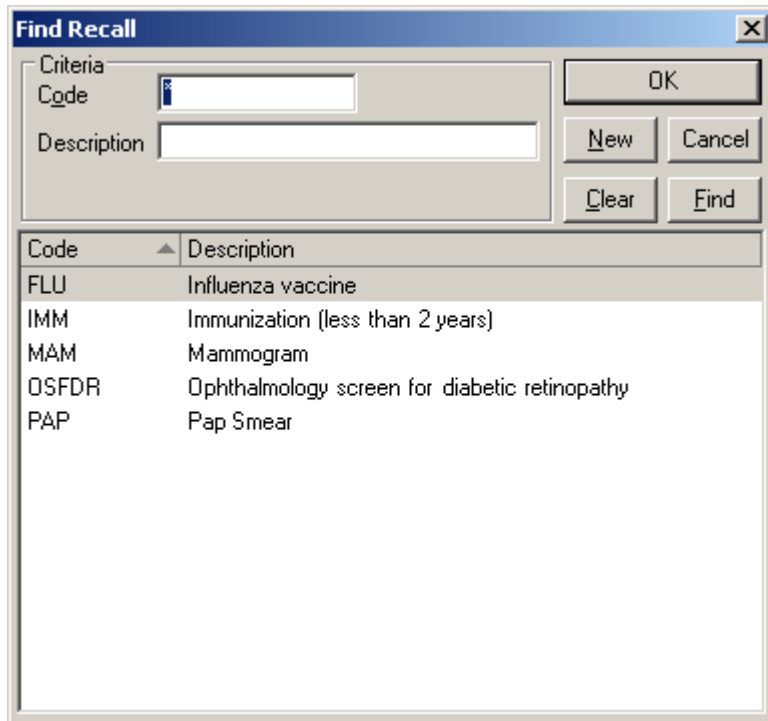 Find Recall
Criteria
Code *
OK
Description
New Cancel
Clear Find
Code Description
FLU Influenza vaccine
IMM Immunization (less than 2 years)
MAM Mammogram
OSFDR Ophthalmology screen for diabetic retinopathy
PAP Pap Smear